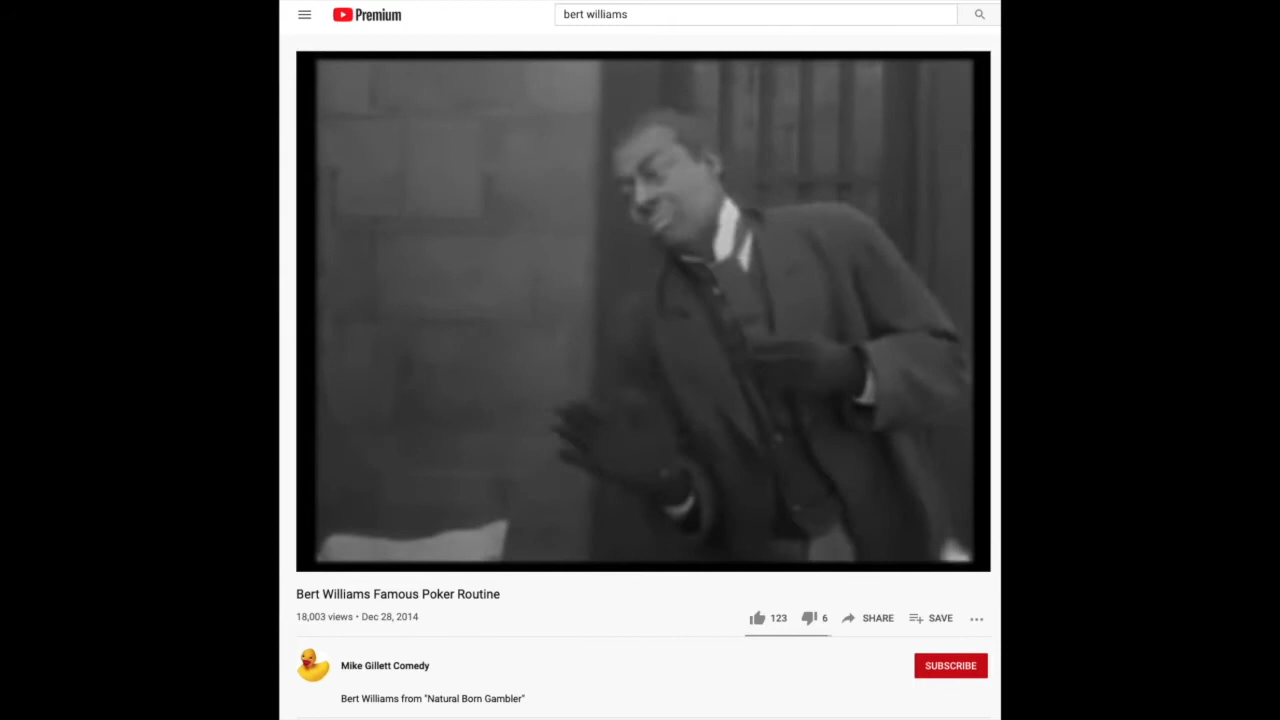 Premium
bert williams
Bert Williams Famous Poker Routine
18,003 views • Dec 28, 2014
123 6 SHARE SAVE
Mike Gillett Comedy
SUBSCRIBE
Bert Williams from "Natural Born Gambler"